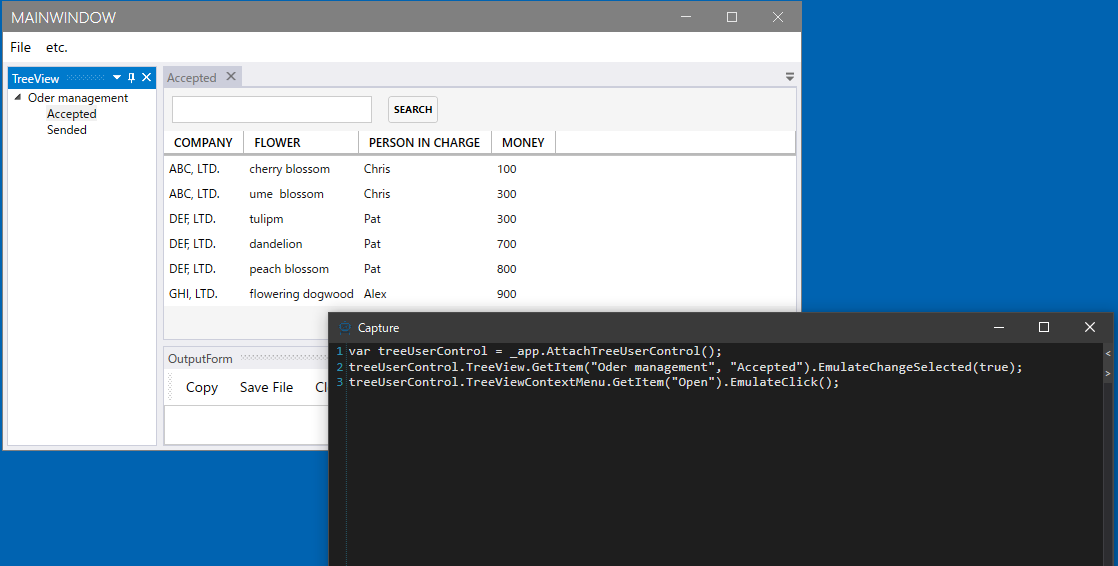 MAINWINDOW
File etc.
TreeView
Oder management
Accepted
Sended
Accepted
SEARCH
COMPANY FLOWER PERSON IN CHARGE MONEY
ABC, LTD. cherry blossom Chris 100
ABC, LTD. ume  blossom Chris 300
DEF, LTD. tulipm Pat 300
DEF, LTD. dandelion Pat 700
DEF, LTD. peach blossom Pat 800
GHI, LTD. flowering dogwood Alex 900
OutputForm
Copy Save File
Capture
1 var treeUserControl = _app.AttachTreeUserControl();
2 treeUserControl.TreeView.GetItem("Oder management", "Accepted").EmulateChangeSelected(true);
3 treeUserControl.TreeViewContextMenu.GetItem("Open").EmulateClick();